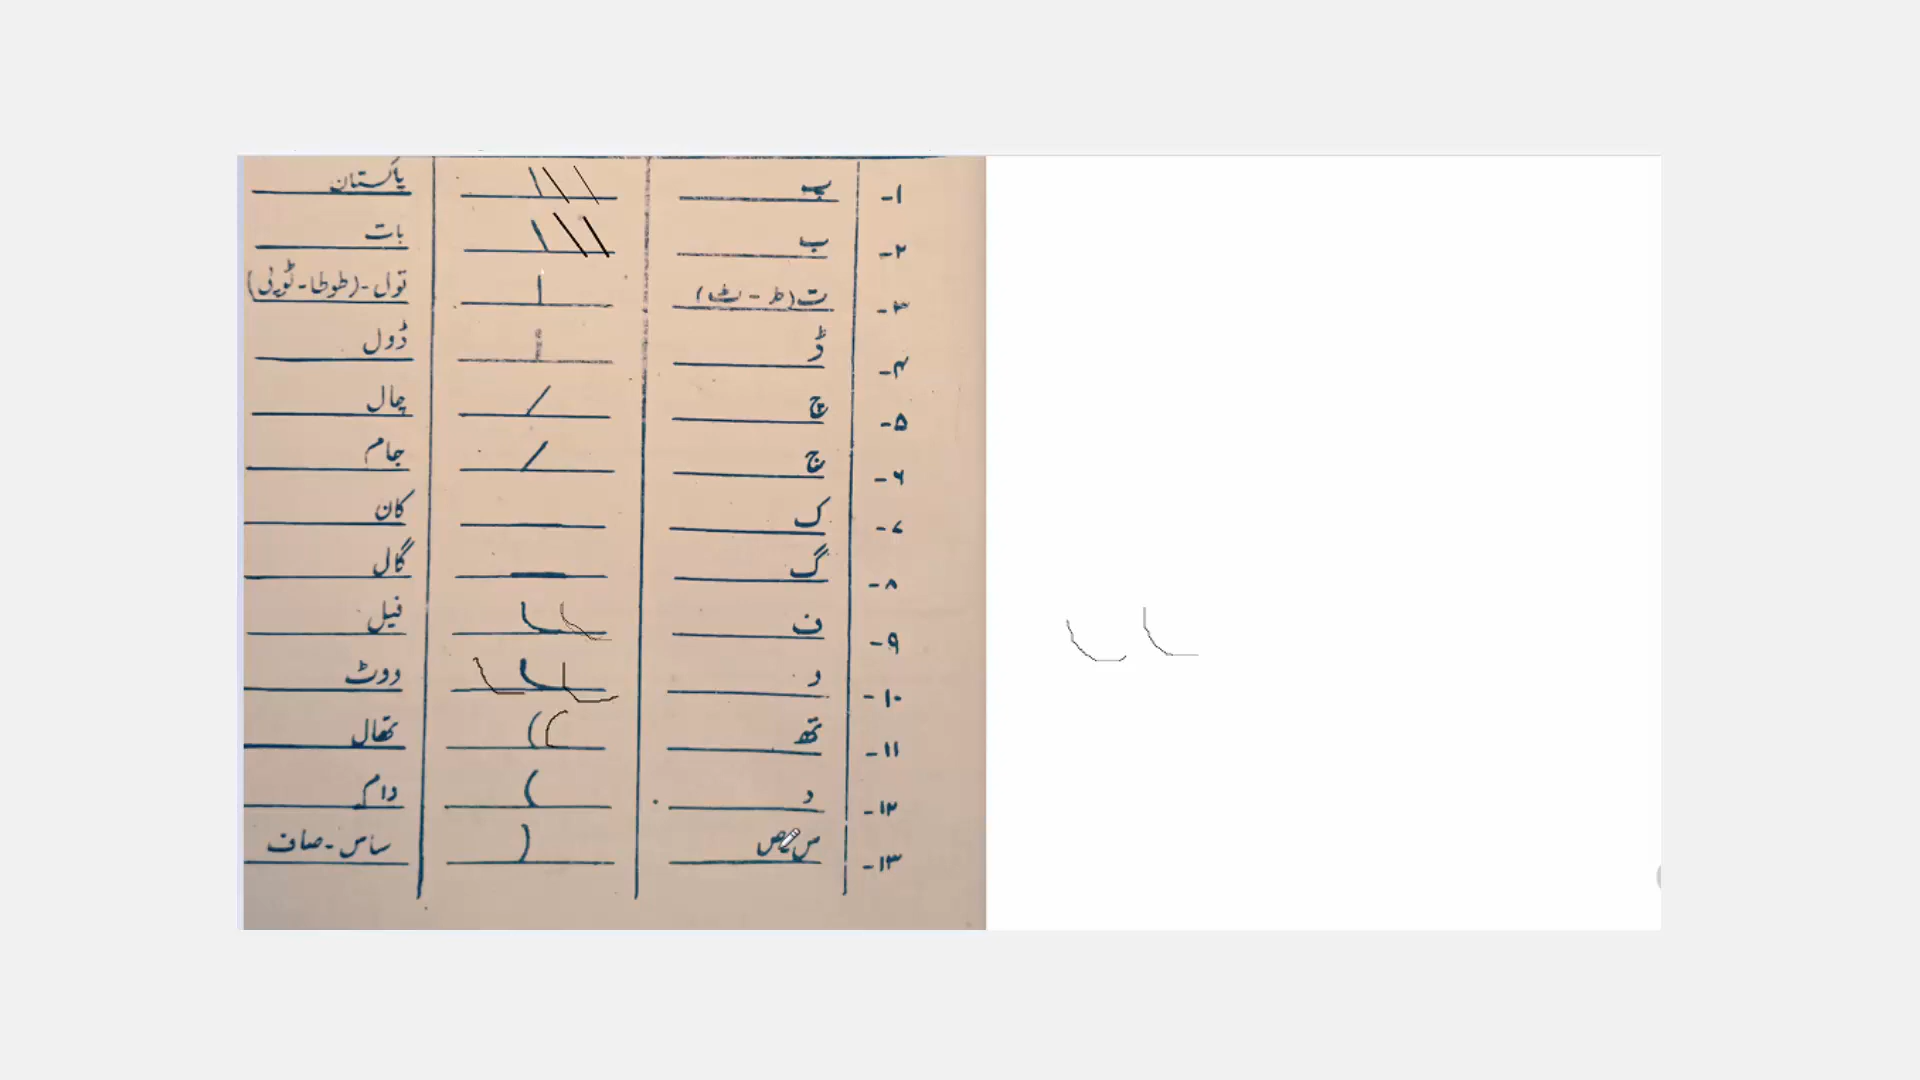 ۱- پ پاکستان
۲- ب بات
۳- ت (ط - ٹ) تول - (طوطا - ٹوپی)
۴- ڈ ڈول
۵- چ چال
۶- ج جام
۷- ک کان
۸- گ گال
۹- ف فیل
۱۰- و ووٹ
۱۱- تھ تھال
۱۲- د دام
۱۳- س ص ساس - صاف